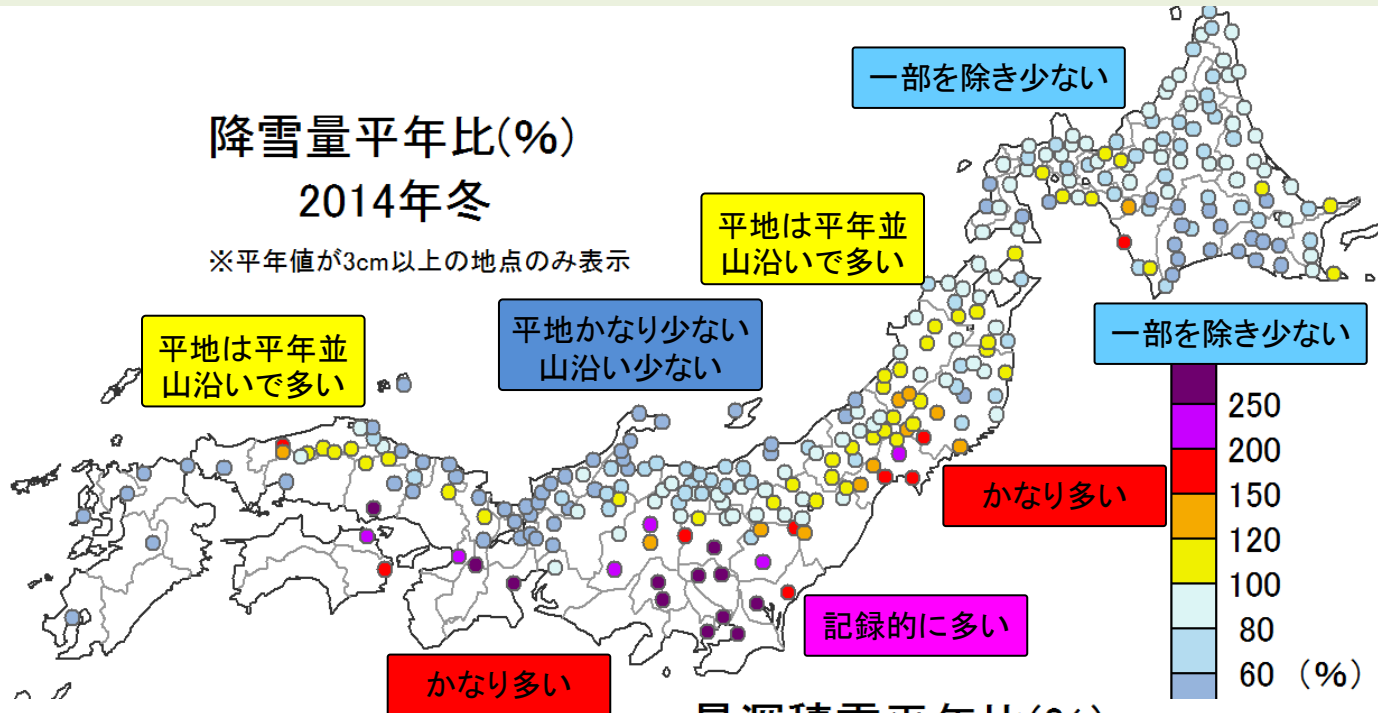 降雪量平年比(%)
2014年冬
※平年値が3cm以上の地点のみ表示
一部を除き少ない
平地は平年並
山沿いで多い
平地かなり少ない
山沿い少ない
平地は平年並
山沿いで多い
一部を除き少ない
かなり多い
記録的に多い
かなり多い
250
200
150
120
100
80
60 (%)